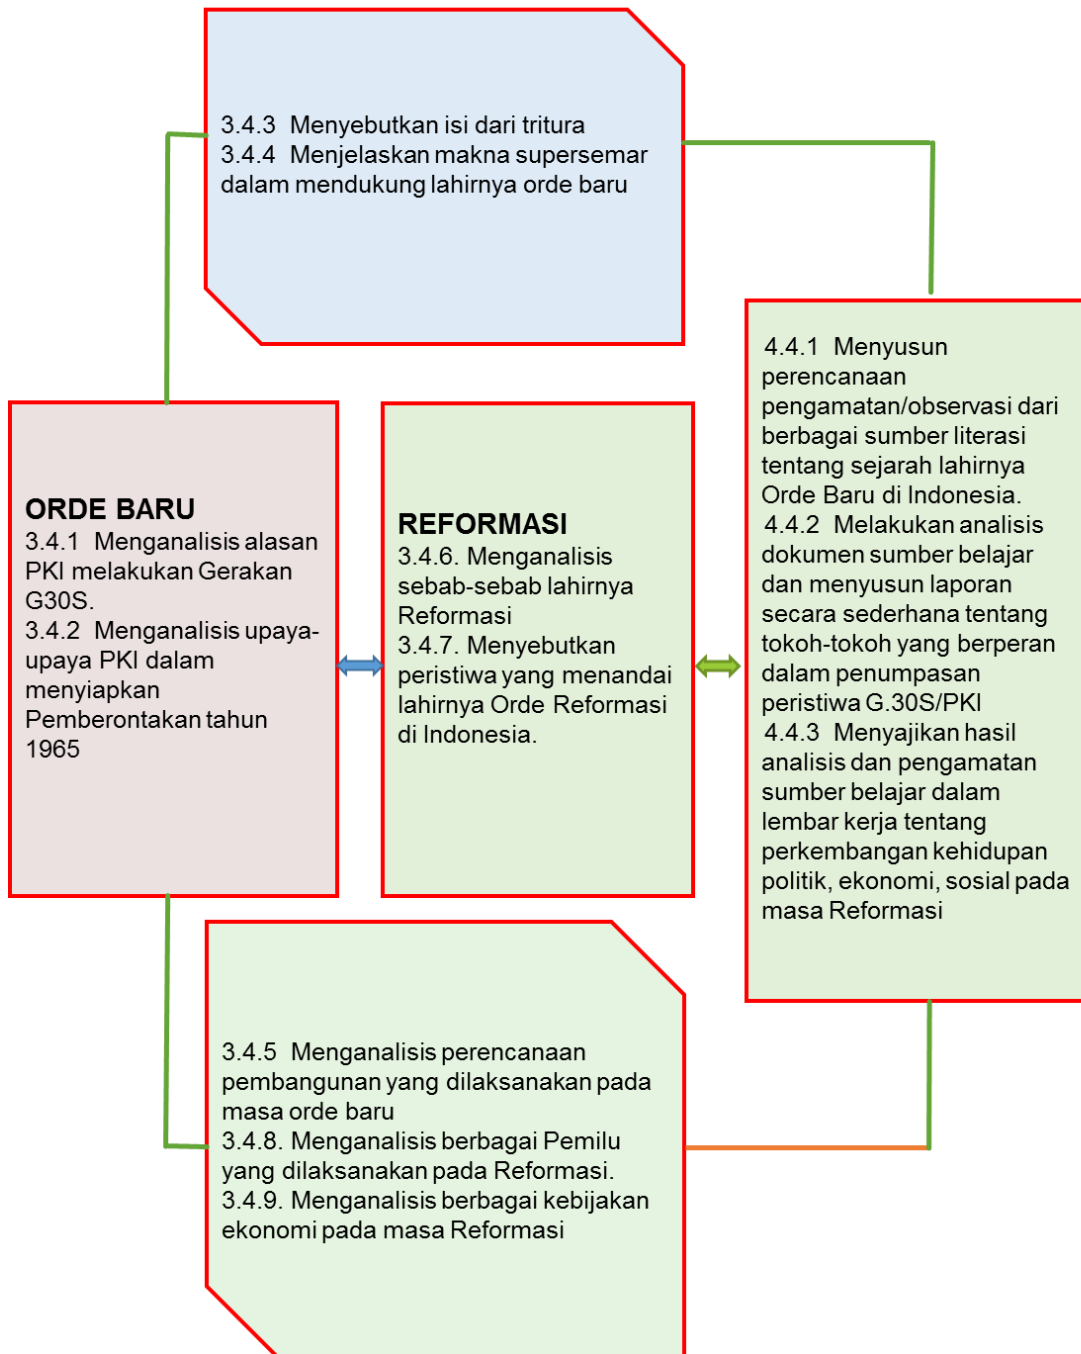 3.4.3 Menyebutkan isi dari tritura
3.4.4 Menjelaskan makna supersemar
dalam mendukung lahirnya orde baru
ORDE BARU
3.4.1 Menganalisis alasan
PKI melakukan Gerakan
G30S.
3.4.2 Menganalisis upaya-
upaya PKI dalam
menyiapkan
Pemberontakan tahun
1965
REFORMASI
3.4.6. Menganalisis
sebab-sebab lahirnya
Reformasi
3.4.7. Menyebutkan
peristiwa yang menandai
lahirnya Orde Reformasi
di Indonesia.
4.4.1 Menyusun
perencanaan
pengamatan/observasi dari
berbagai sumber literasi
tentang sejarah lahirnya
Orde Baru di Indonesia.
4.4.2 Melakukan analisis
dokumen sumber belajar
dan menyusun laporan
secara sederhana tentang
tokoh-tokoh yang berperan
dalam penumpasan
peristiwa G.30S/PKI
4.4.3 Menyajikan hasil
analisis dan pengamatan
sumber belajar dalam
lembar kerja tentang
perkembangan kehidupan
politik, ekonomi, sosial pada
masa Reformasi
3.4.5 Menganalisis perencanaan
pembangunan yang dilaksanakan pada
masa orde baru
3.4.8. Menganalisis berbagai Pemilu
yang dilaksanakan pada Reformasi.
3.4.9. Menganalisis berbagai kebijakan
ekonomi pada masa Reformasi